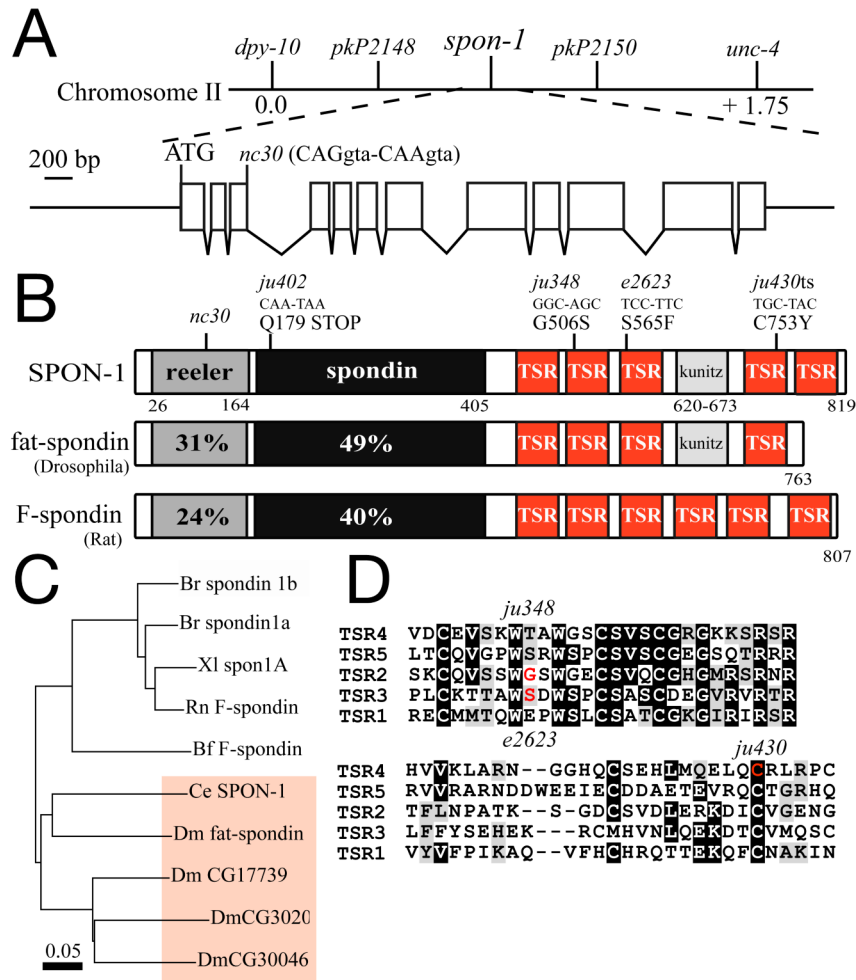 A
dpy-10 pkP2148 spon-1 pkP2150 unc-4
Chromosome II
0.0 + 1.75
200 bp
ATG nc30 (CAGgta-CAAgta)
B
nc30
ju402
CAA-TAA
Q179 STOP
ju348
GGC-AGC
G506S
e2623
TCC-TTC
S565F
ju430ts
TGC-TAC
C753Y
SPON-1 reeler spondin TSR TSR TSR kunitz TSR TSR
26 164 405 620-673 819
fat-spondin 31% 49% TSR TSR TSR kunitz TSR
(Drosophila) 763
F-spondin 24% 40% TSR TSR TSR TSR TSR TSR
(Rat) 807
C
Br spondin 1b
Br spondin1a
Xl spon1A
Rn F-spondin
Bf F-spondin
Ce SPON-1
Dm fat-spondin
Dm CG17739
DmCG3020
DmCG30046
0.05
D
ju348
TSR4 VDCEVSKWTAWGSCSVSCGRGKKSRSR
TSR5 LTCQVGPWSRWSPCSVSCGEGSQTRRR
TSR2 SKCQVSSWGSWGECSVQCGHGMRSRNR
TSR3 PLCKTTAWSDWSPCSASCDEGVRVRTR
TSR1 RECMMTQWEPWSLCSATCGKGIRIRSR
e2623 ju430
TSR4 HVVKLARN--GGHQCSEHLMQELQCRLRPC
TSR5 RVVRARNDDWEEIECDDAETEVRQCTGRHQ
TSR2 TFLNPATK--S-GDCSVDLERKDICVGENG
TSR3 LFFYSEHEK---RCMHVNLQEKDTCVMQSC
TSR1 VYVFPIKAQ--VFHCHRQTTEKQFCNAKIN